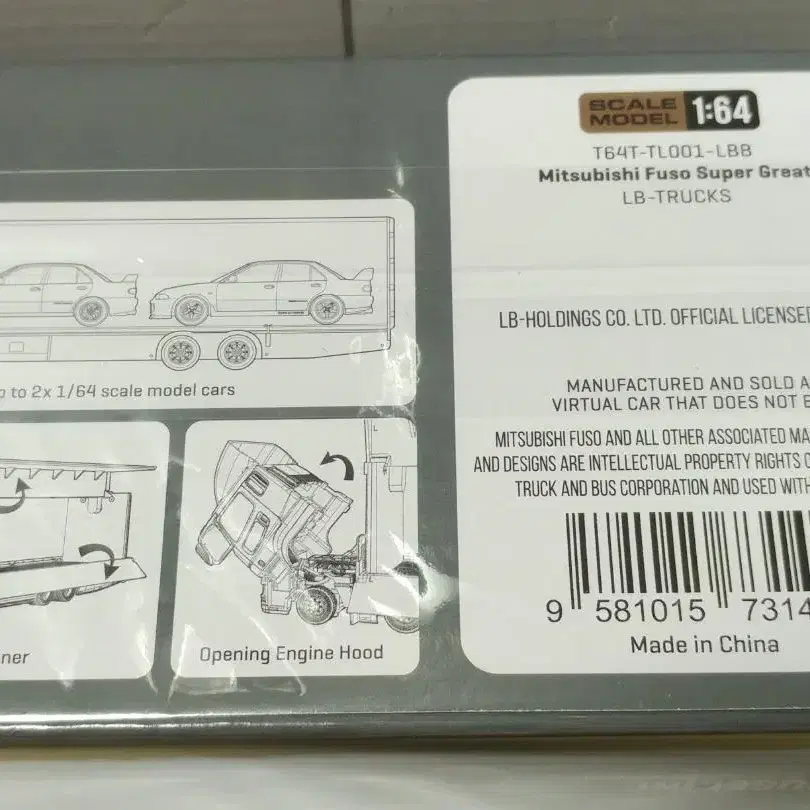 SCALE MODEL 1:64
T64T-TL001-LBB
Mitsubishi Fuso Super Great
LB-TRUCKS
LB-HOLDINGS CO. LTD. OFFICIAL LICENSED
MANUFACTURED AND SOLD A
VIRTUAL CAR THAT DOES NOT E
MITSUBISHI FUSO AND ALL OTHER ASSOCIATED MA
AND DESIGNS ARE INTELLECTUAL PROPERTY RIGHTS O
TRUCK AND BUS CORPORATION AND USED WITH
9 581015 7314
Made in China
p to 2x 1/64 scale model cars
ner
Opening Engine Hood